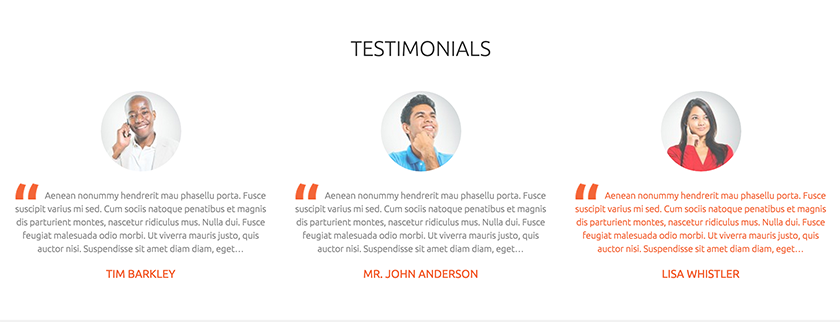 TESTIMONIALS
“ Aenean nonummy hendrerit mau phasellu porta. Fusce
suscipit varius mi sed. Cum sociis natoque penatibus et magnis
dis parturient montes, nascetur ridiculus mus. Nulla dui. Fusce
feugiat malesuada odio morbi. Ut viverra mauris justo, quis
auctor nisi. Suspendisse sit amet diam diam, eget…
TIM BARKLEY
“ Aenean nonummy hendrerit mau phasellu porta. Fusce
suscipit varius mi sed. Cum sociis natoque penatibus et magnis
dis parturient montes, nascetur ridiculus mus. Nulla dui. Fusce
feugiat malesuada odio morbi. Ut viverra mauris justo, quis
auctor nisi. Suspendisse sit amet diam diam, eget…
MR. JOHN ANDERSON
“ Aenean nonummy hendrerit mau phasellu porta. Fusce
suscipit varius mi sed. Cum sociis natoque penatibus et magnis
dis parturient montes, nascetur ridiculus mus. Nulla dui. Fusce
feugiat malesuada odio morbi. Ut viverra mauris justo, quis
auctor nisi. Suspendisse sit amet diam diam, eget…
LISA WHISTLER